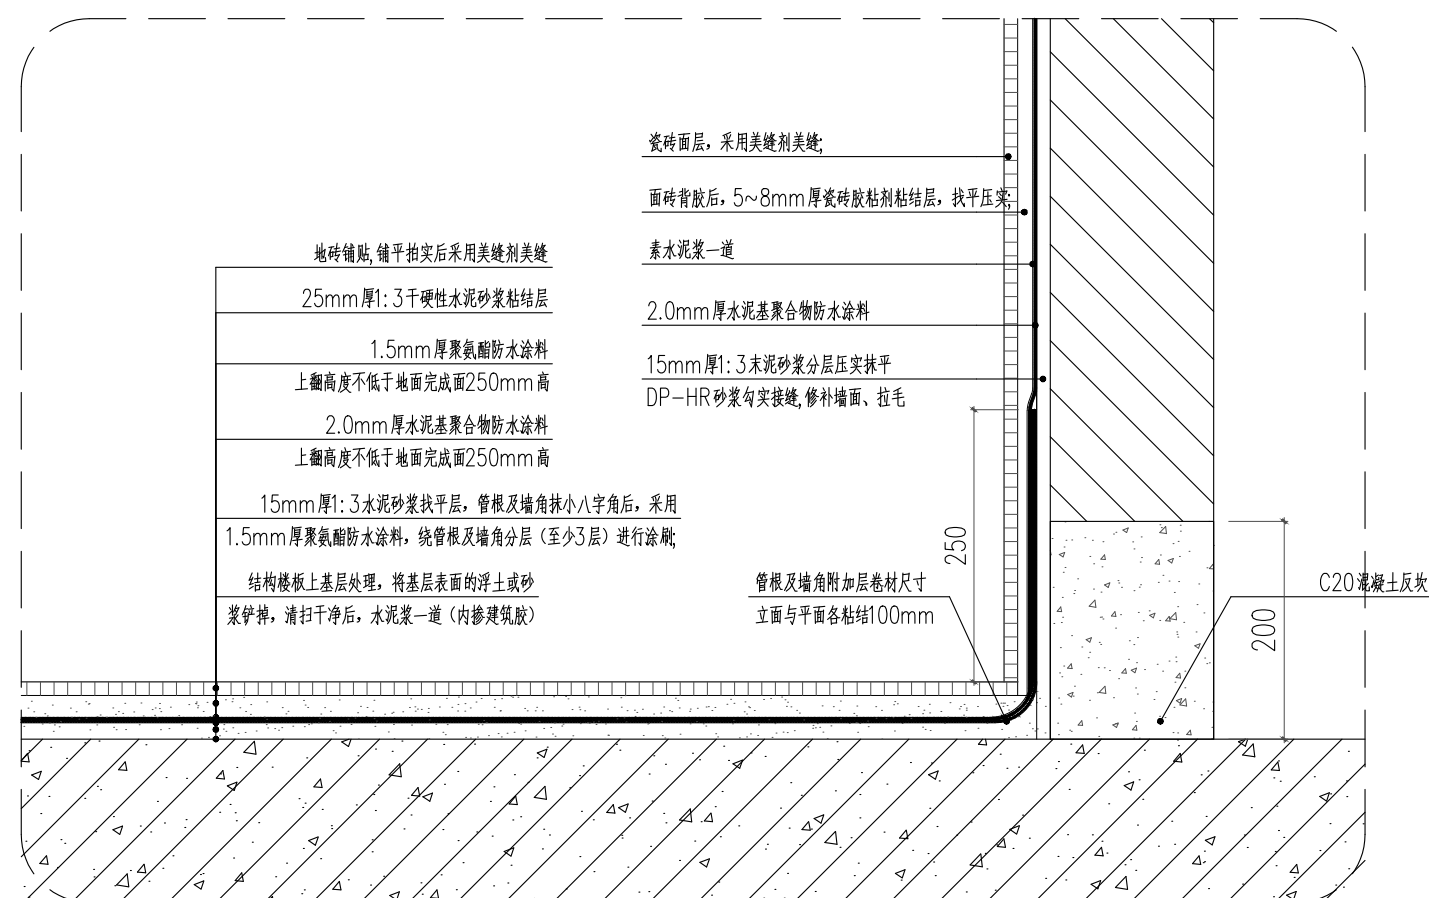 瓷砖面层，采用美缝剂美缝;
面砖背胶后，5~8mm厚瓷砖胶粘剂粘结层，找平压实;
素水泥浆一道
2.0mm厚水泥基聚合物防水涂料
15mm厚1:3末泥砂浆分层压实抹平
DP-HR砂浆勾实接缝,修补墙面、拉毛
地砖铺贴,铺平拍实后采用美缝剂美缝
25mm厚1:3干硬性水泥砂浆粘结层
1.5mm厚聚氨酯防水涂料
上翻高度不低于地面完成面250mm高
2.0mm厚水泥基聚合物防水涂料
上翻高度不低于地面完成面250mm高
15mm厚1:3水泥砂浆找平层，管根及墙角抹小八字角后，采用
1.5mm厚聚氨酯防水涂料，绕管根及墙角分层（至少3层）进行涂刷;
结构楼板上基层处理，将基层表面的浮土或砂
浆铲掉，清扫干净后，水泥浆一道（内掺建筑胶）
250
管根及墙角附加层卷材尺寸
立面与平面各粘结100mm
200
C20混凝土反坎